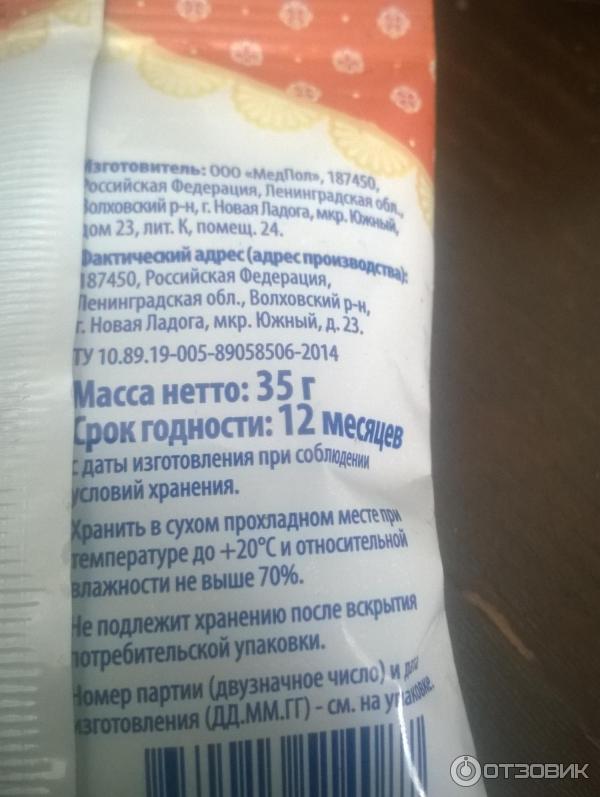 Изготовитель: ООО «МедПол», 187450,
Российская Федерация, Ленинградская обл.,
Волховский р-н, г. Новая Ладога, мкр. Южный,
дом 23, лит. К, помещ. 24.
Фактический адрес (адрес производства):
187450, Российская Федерация,
Ленинградская обл., Волховский р-н,
г. Новая Ладога, мкр. Южный, д. 23.
ТУ 10.89.19-005-89058506-2014
Масса нетто: 35 г
Срок годности: 12 месяцев
с даты изготовления при соблюдении
условий хранения.
Хранить в сухом прохладном месте при
температуре до +20°С и относительной
влажности не выше 70%.
Не подлежит хранению после вскрытия
потребительской упаковки.
Номер партии (двузначное число) и дата
изготовления (ДД.ММ.ГГ) - см. на упаковке.
ОТЗОВИК